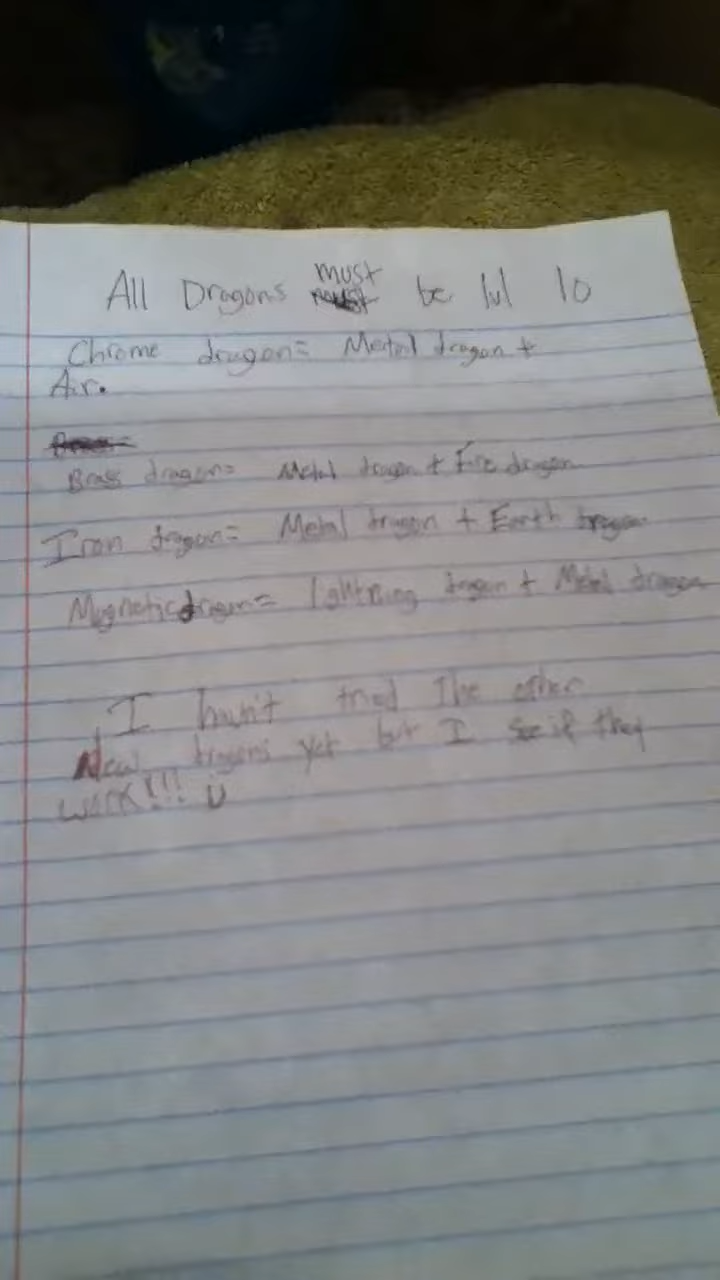 All Dragons must be lvl 10
Chrome dragon= Metal dragon +
Air.
Brass dragon= Metal dragon + Fire dragon
Iron dragon= Metal dragon + Earth dragon
Magnetic dragon= lightning dragon + Metal dragon
I havn't tried The other
New dragons yet but I see if they
work!!!